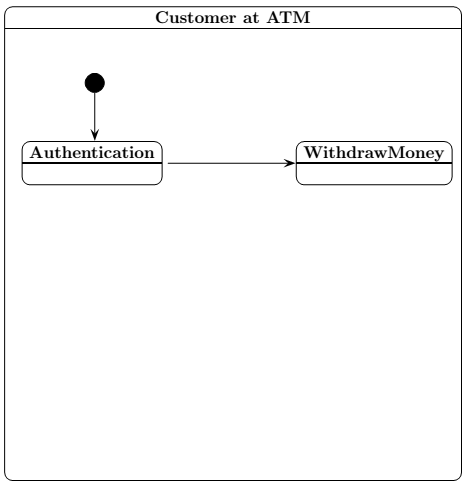 Customer at ATM
Authentication
WithdrawMoney